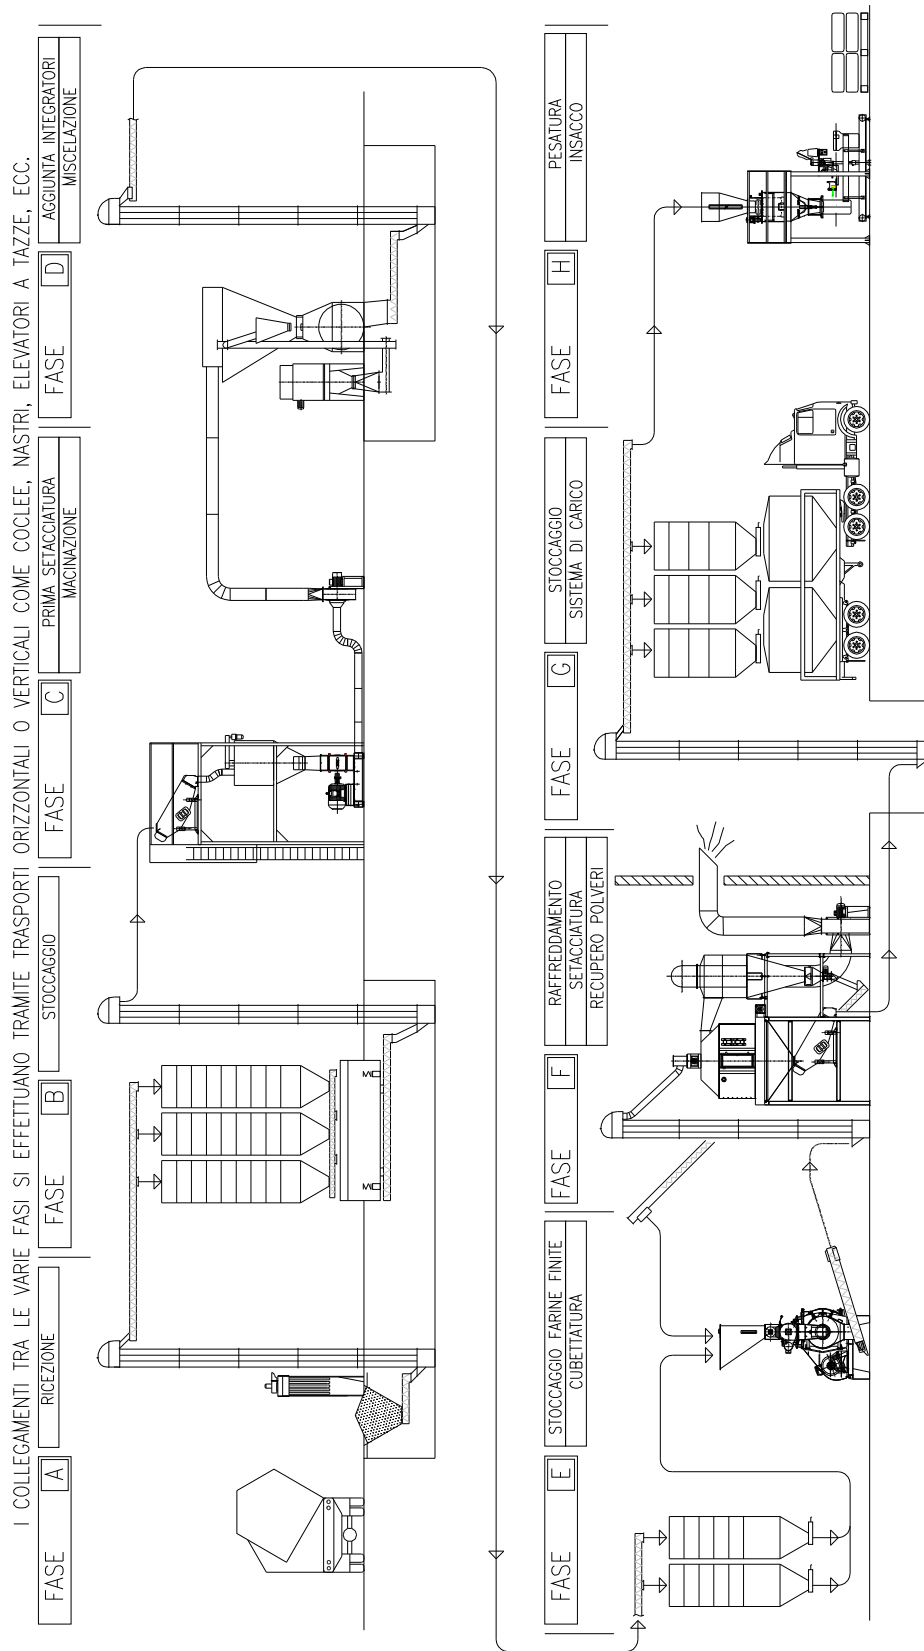 I COLLEGAMENTI TRA LE VARIE FASI SI EFFETTUANO TRAMITE TRASPORTI ORIZZONTALI O VERTICALI COME COCLEE, NASTRI, ELEVATORI A TAZZE, ECC.
FASE A
RICEZIONE
FASE B
STOCCAGGIO
FASE C
PRIMA SETACCIATURA
MACINAZIONE
FASE D
AGGIUNTA INTEGRATORI
MISCELAZIONE
FASE E
STOCCAGGIO FARINE FINITE
CUBETTATURA
FASE F
RAFFREDDAMENTO
SETACCIATURA
RECUPERO POLVERI
FASE G
STOCCAGGIO
SISTEMA DI CARICO
FASE H
PESATURA
INSACCO